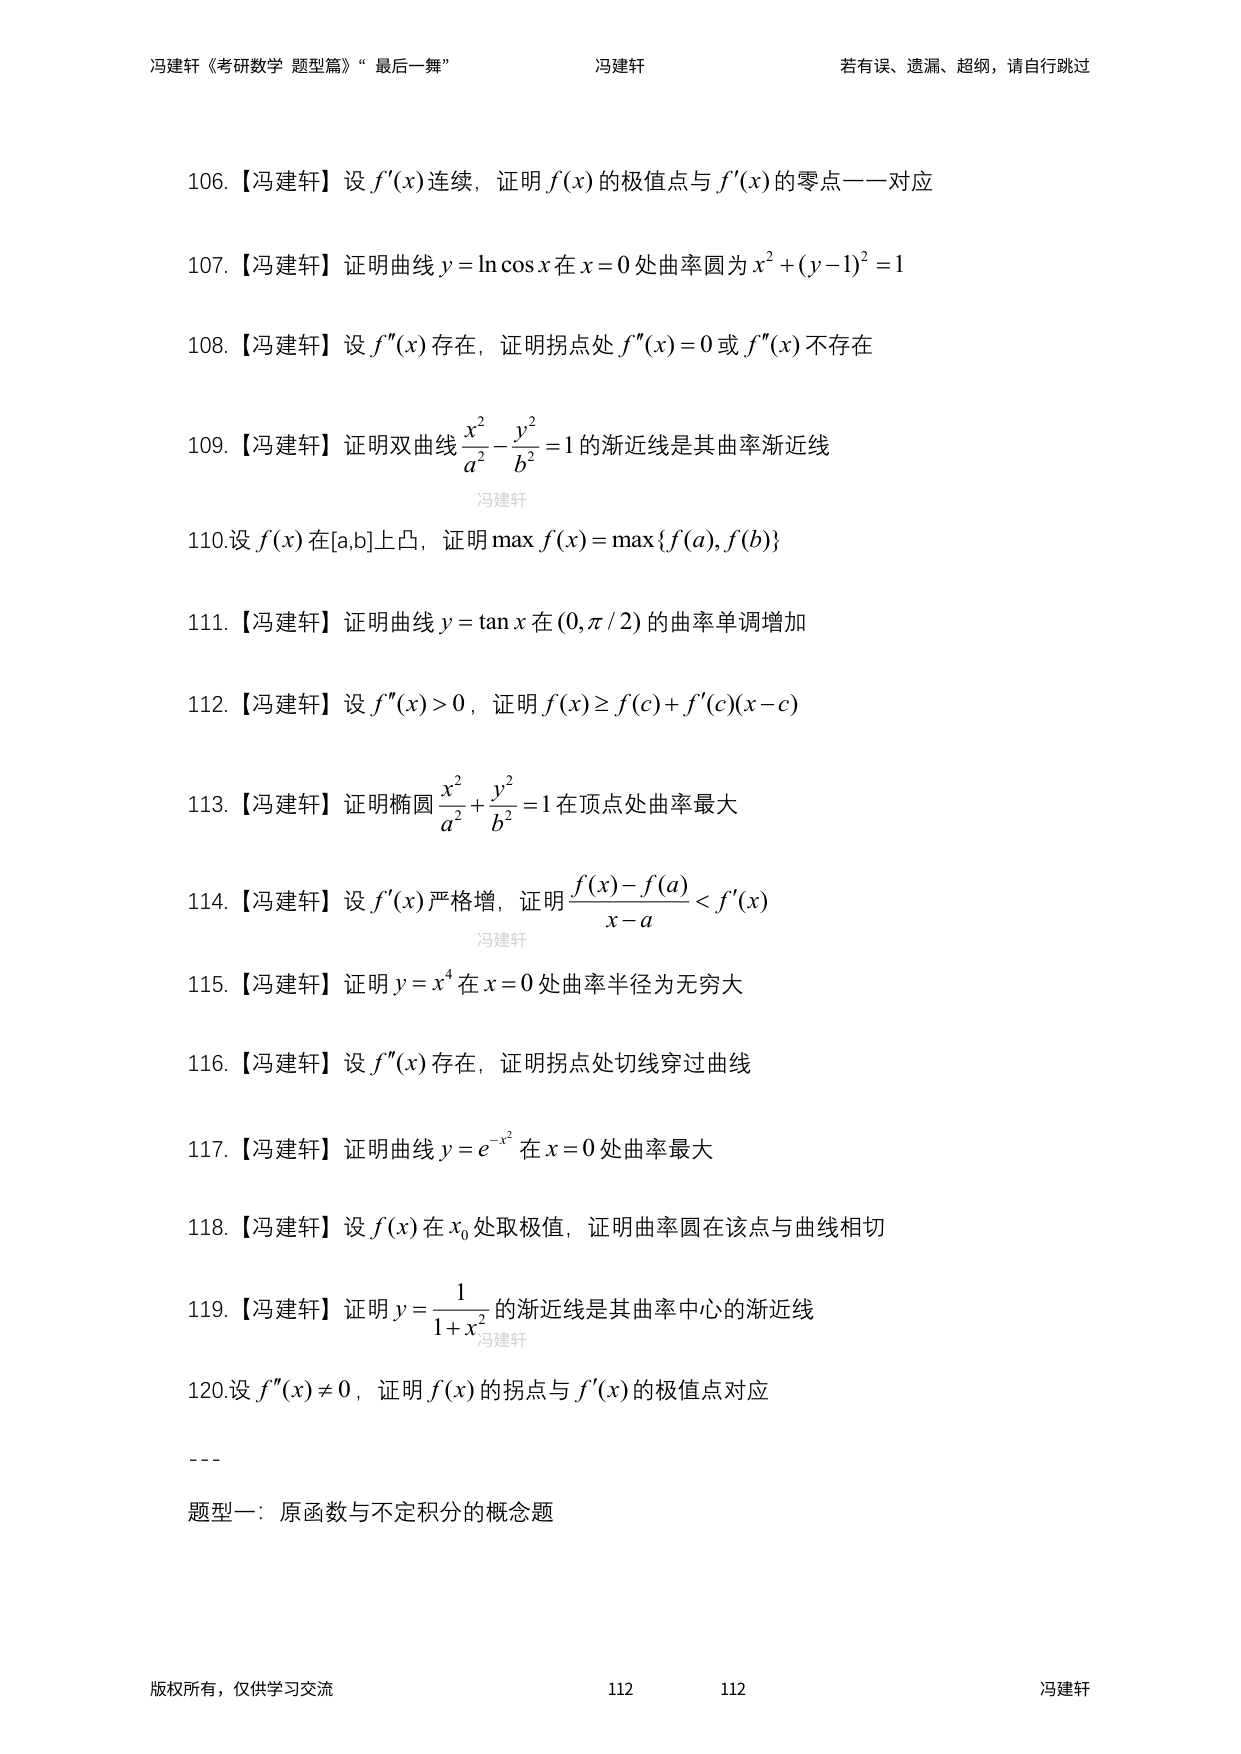 冯建轩《考研数学 题型篇》“ 最后一舞” 冯建轩 若有误、遗漏、超纲，请自行跳过
106.【冯建轩】设 f′(x)连续，证明 f(x) 的极值点与 f′(x) 的零点一一对应
107.【冯建轩】证明曲线 y = ln cos x 在 x = 0 处曲率圆为 x² + (y − 1)² = 1
108.【冯建轩】设 f″(x) 存在，证明拐点处 f″(x) = 0 或 f″(x) 不存在
109.【冯建轩】证明双曲线 x²/a² − y²/b² = 1 的渐近线是其曲率渐近线
冯建轩
110.设 f(x) 在[a,b]上凸，证明 max f(x) = max{f(a), f(b)}
111.【冯建轩】证明曲线 y = tan x 在 (0, π / 2) 的曲率单调增加
112.【冯建轩】设 f″(x) > 0，证明 f(x) ≥ f(c) + f′(c)(x − c)
113.【冯建轩】证明椭圆 x²/a² + y²/b² = 1 在顶点处曲率最大
114.【冯建轩】设 f′(x) 严格增，证明 (f(x) − f(a))/(x − a) < f′(x)
冯建轩
115.【冯建轩】证明 y = x⁴ 在 x = 0 处曲率半径为无穷大
116.【冯建轩】设 f″(x) 存在，证明拐点处切线穿过曲线
117.【冯建轩】证明曲线 y = e^(−x²) 在 x = 0 处曲率最大
118.【冯建轩】设 f(x) 在 x₀ 处取极值，证明曲率圆在该点与曲线相切
119.【冯建轩】证明 y = 1/(1 + x²) 的渐近线是其曲率中心的渐近线
冯建轩
120.设 f″(x) ≠ 0，证明 f(x) 的拐点与 f′(x) 的极值点对应
---
题型一：原函数与不定积分的概念题
版权所有，仅供学习交流 112 112 冯建轩